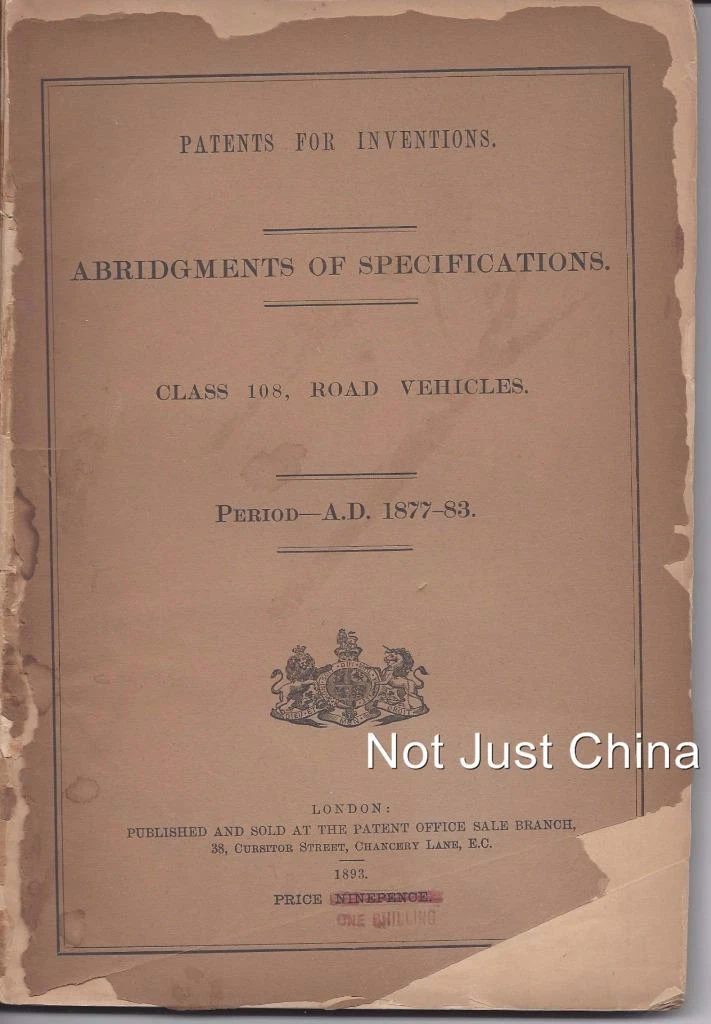 PATENTS FOR INVENTIONS.
ABRIDGMENTS OF SPECIFICATIONS.
CLASS 108, ROAD VEHICLES.
PERIOD—A.D. 1877–83.
Not Just China
LONDON:
PUBLISHED AND SOLD AT THE PATENT OFFICE SALE BRANCH,
38, CURSITOR STREET, CHANCERY LANE, E.C.
1893.
PRICE NINEPENCE.
ONE SHILLING